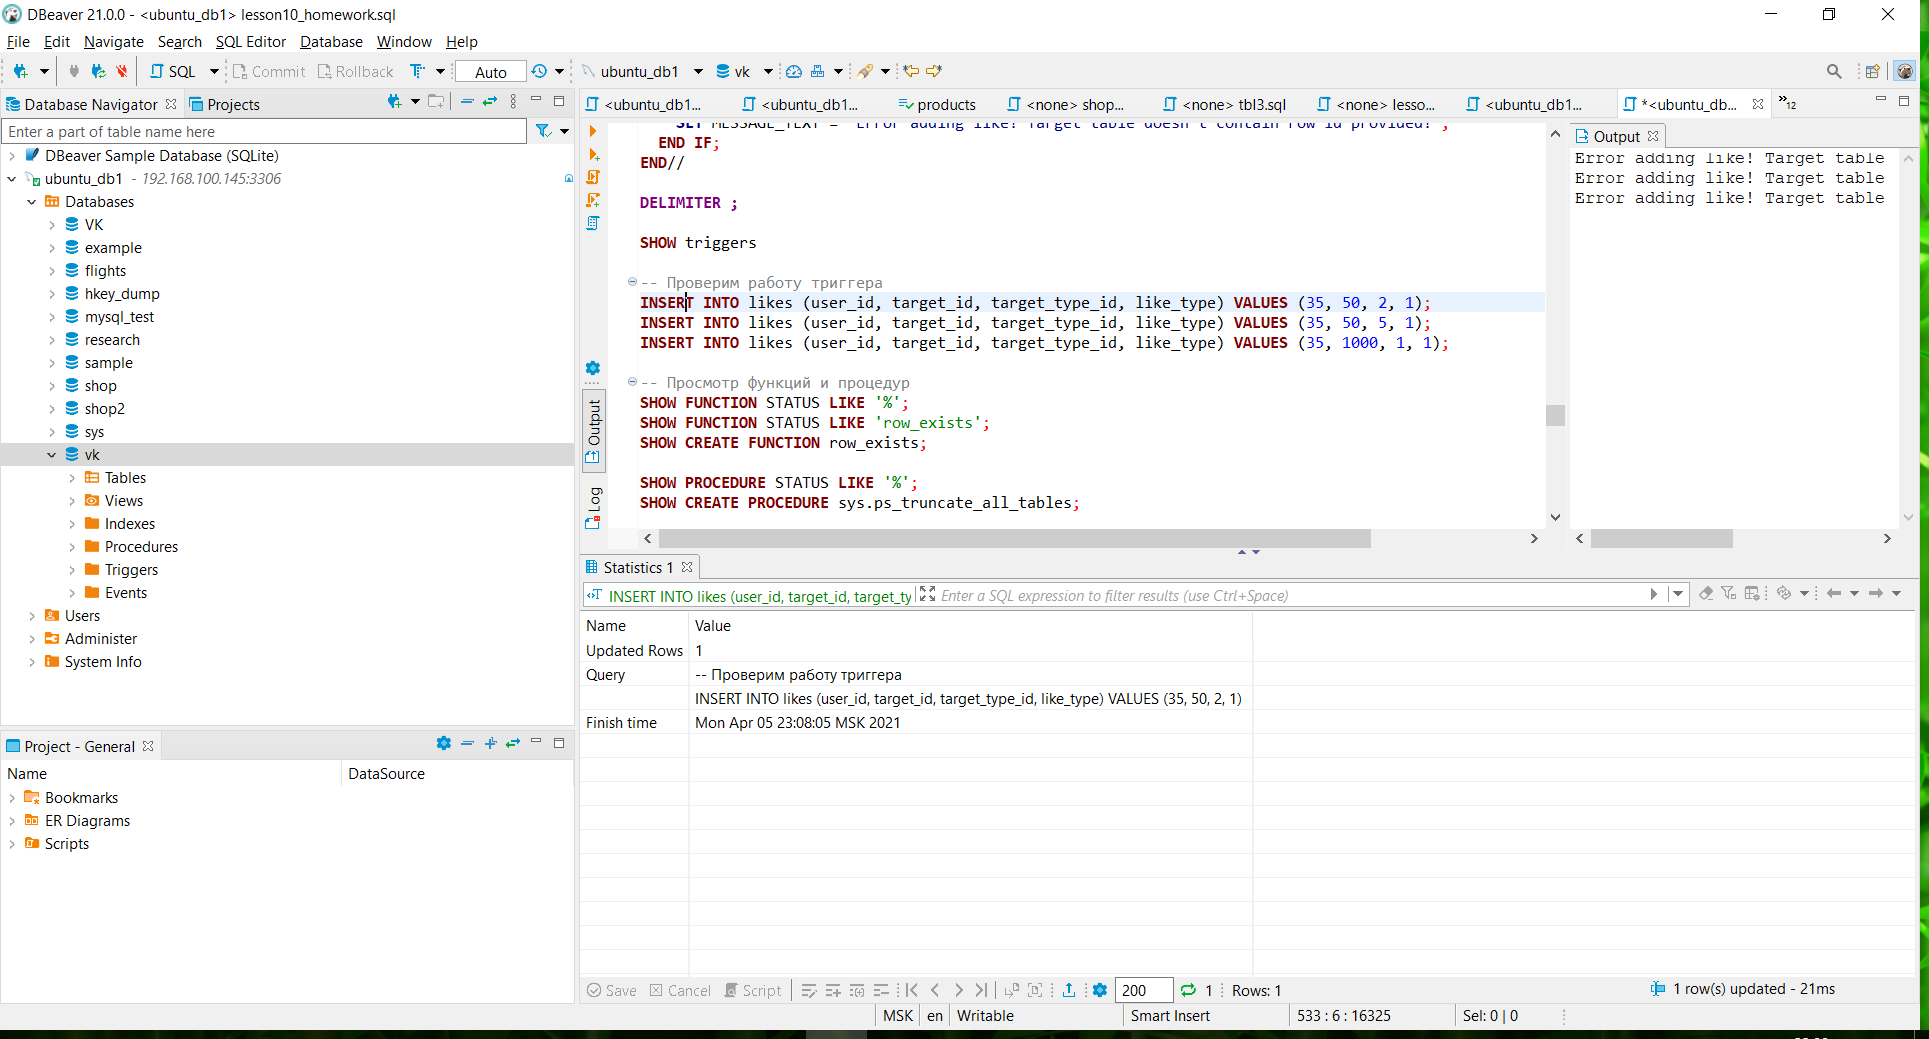 DBeaver 21.0.0 - <ubuntu_db1> lesson10_homework.sql
File Edit Navigate Search SQL Editor Database Window Help
SQL Commit Rollback Auto ubuntu_db1 vk
Database Navigator Projects
Enter a part of table name here
DBeaver Sample Database (SQLite)
ubuntu_db1 - 192.168.100.145:3306
Databases
VK
example
flights
hkey_dump
mysql_test
research
sample
shop
shop2
sys
vk
Tables
Views
Indexes
Procedures
Triggers
Events
Users
Administer
System Info
Project - General
Name DataSource
Bookmarks
ER Diagrams
Scripts
<ubuntu_db1... <ubuntu_db1... products <none> shop... <none> tbl3.sql <none> lesso... <ubuntu_db1... *<ubuntu_db... »12
SET MESSAGE_TEXT = 'Error adding like! Target table doesn't contain row id provided!';
END IF;
END//
DELIMITER ;
SHOW triggers
-- Проверим работу триггера
INSERT INTO likes (user_id, target_id, target_type_id, like_type) VALUES (35, 50, 2, 1);
INSERT INTO likes (user_id, target_id, target_type_id, like_type) VALUES (35, 50, 5, 1);
INSERT INTO likes (user_id, target_id, target_type_id, like_type) VALUES (35, 1000, 1, 1);
-- Просмотр функций и процедур
SHOW FUNCTION STATUS LIKE '%';
SHOW FUNCTION STATUS LIKE 'row_exists';
SHOW CREATE FUNCTION row_exists;
SHOW PROCEDURE STATUS LIKE '%';
SHOW CREATE PROCEDURE sys.ps_truncate_all_tables;
Output
Log
Output
Error adding like! Target table
Error adding like! Target table
Error adding like! Target table
Statistics 1
INSERT INTO likes (user_id, target_id, target_ty Enter a SQL expression to filter results (use Ctrl+Space)
Name Value
Updated Rows 1
Query -- Проверим работу триггера
INSERT INTO likes (user_id, target_id, target_type_id, like_type) VALUES (35, 50, 2, 1)
Finish time Mon Apr 05 23:08:05 MSK 2021
Save Cancel Script 200 1 Rows: 1 1 row(s) updated - 21ms
MSK en Writable Smart Insert 533 : 6 : 16325 Sel: 0 | 0